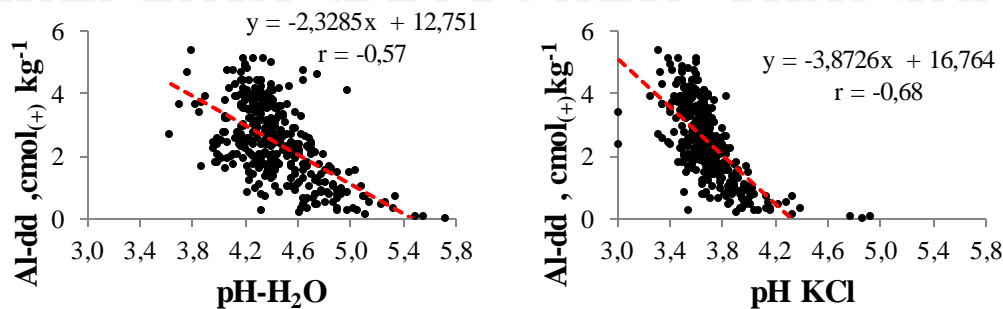 y = -2,3285x + 12,751
r = -0,57
Al-dd ,cmol(+) kg-1
6
4
2
0
3,0 3,4 3,8 4,2 4,6 5,0 5,4 5,8
pH-H2O
y = -3,8726x + 16,764
r = -0,68
Al-dd , cmol(+)kg-1
6
4
2
0
3,0 3,4 3,8 4,2 4,6 5,0 5,4 5,8
pH KCl